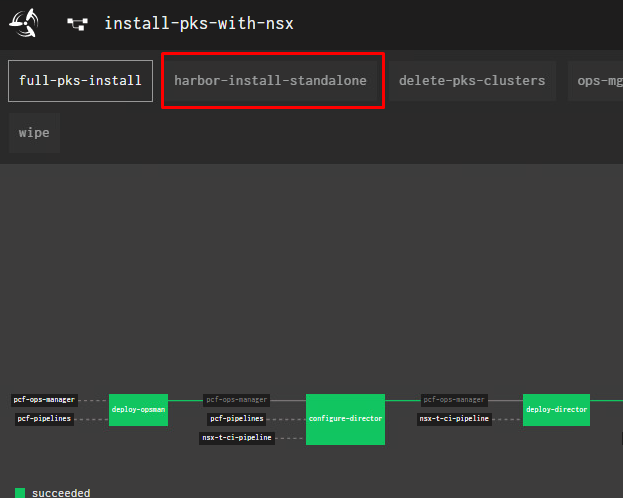 install-pks-with-nsx
full-pks-install harbor-install-standalone delete-pks-clusters ops-mg
wipe
pcf-ops-manager deploy-opsman pcf-ops-manager configure-director pcf-ops-manager deploy-director
pcf-pipelines pcf-pipelines nsx-t-ci-pipeline
nsx-t-ci-pipeline
succeeded